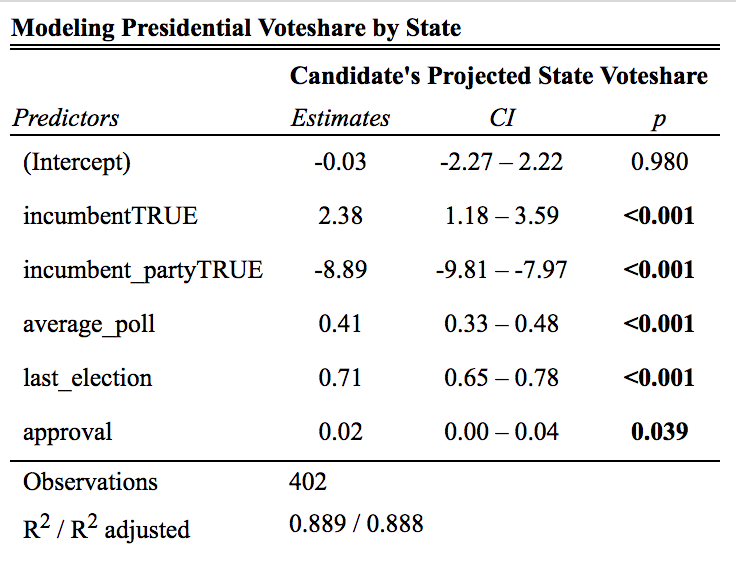 Modeling Presidential Voteshare by State
Candidate's Projected State Voteshare
Predictors Estimates CI p
(Intercept) -0.03 -2.27 – 2.22 0.980
incumbentTRUE 2.38 1.18 – 3.59 <0.001
incumbent_partyTRUE -8.89 -9.81 – -7.97 <0.001
average_poll 0.41 0.33 – 0.48 <0.001
last_election 0.71 0.65 – 0.78 <0.001
approval 0.02 0.00 – 0.04 0.039
Observations 402
R2 / R2 adjusted 0.889 / 0.888